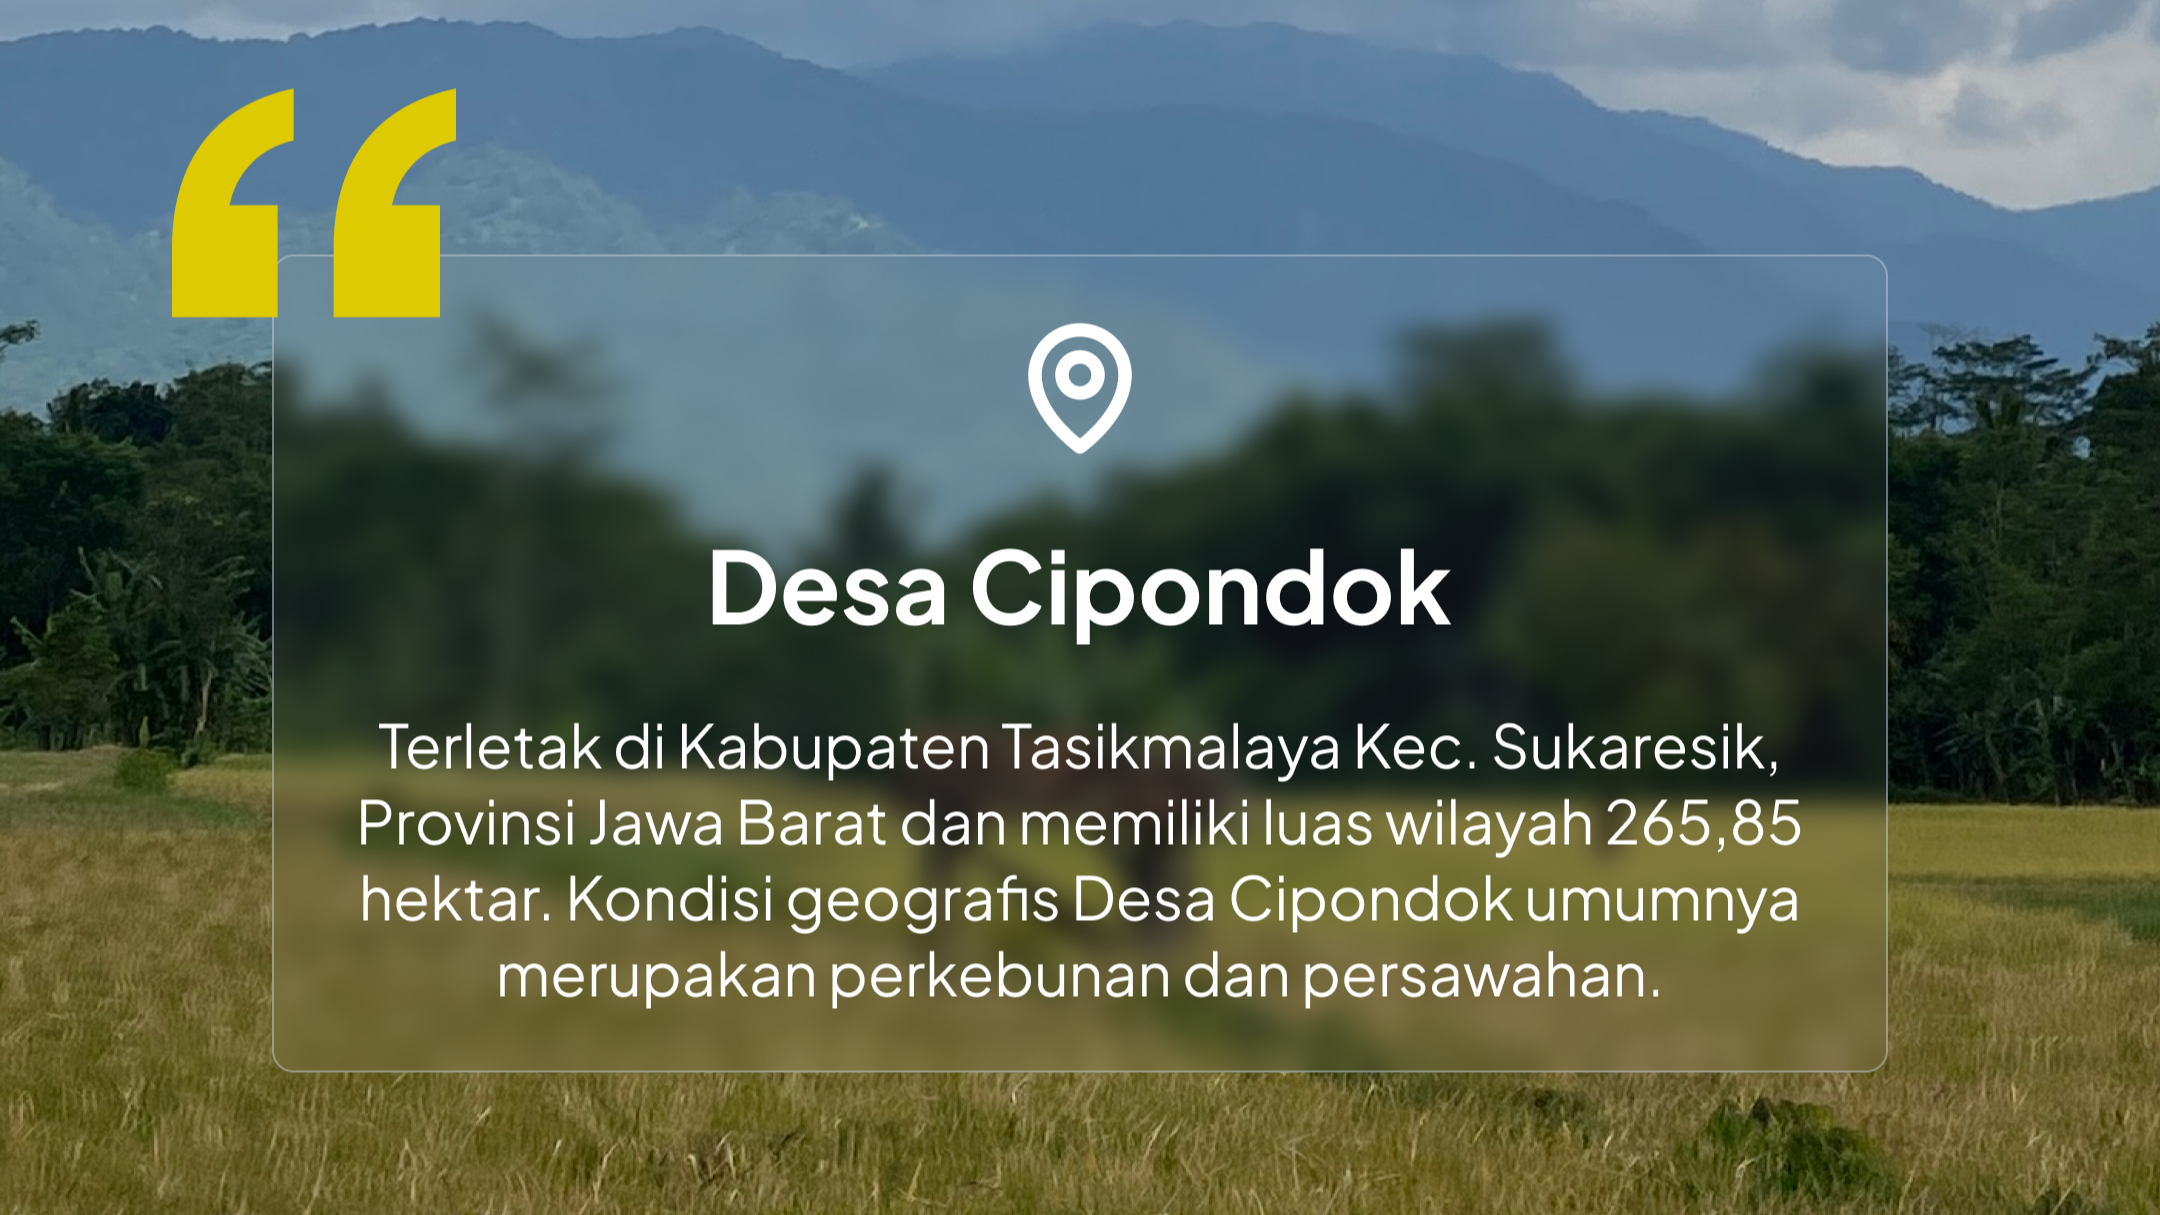 Desa Cipondok
Terletak di Kabupaten Tasikmalaya Kec. Sukaresik,
Provinsi Jawa Barat dan memiliki luas wilayah 265,85
hektar. Kondisi geografis Desa Cipondok umumnya
merupakan perkebunan dan persawahan.